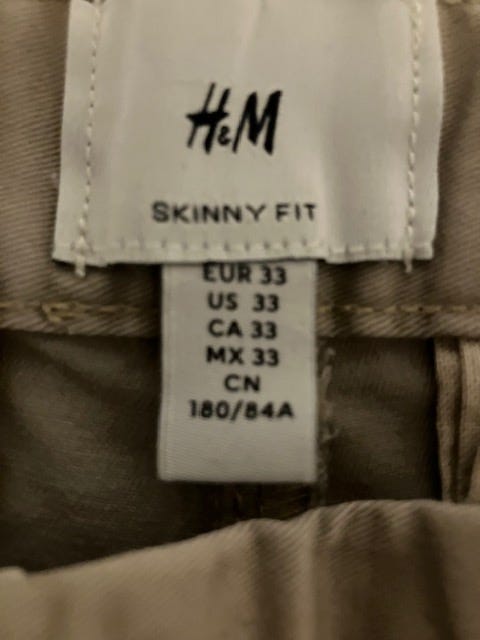 H&M
SKINNY FIT
EUR 33
US 33
CA 33
MX 33
CN
180/84A